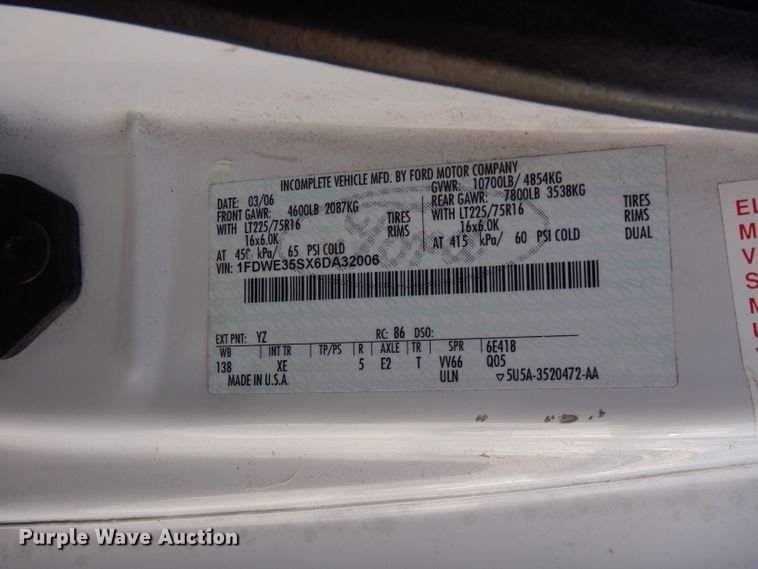 INCOMPLETE VEHICLE MFD. BY FORD MOTOR COMPANY
DATE: 03/06 GVWR: 10700LB/ 4854KG
FRONT GAWR: 4600LB 2087KG REAR GAWR: 7800LB 3538KG
WITH LT225/75R16 TIRES WITH LT225/75R16 TIRES
16x6.0K RIMS 16x6.0K RIMS
AT 450 kPa/ 65 PSI COLD AT 415 kPa/ 60 PSI COLD DUAL
VIN: 1FDWE35SX6DA32006
Ford
EXT PNT: YZ RC: 86 DSO:
WB INT TR TP/PS R AXLE TR SPR 6E418
138 XE 5 E2 T VV66 Q05
MADE IN U.S.A. ULN ▽5U5A-3520472-AA
EL
M
V
S
M
Purple Wave Auction